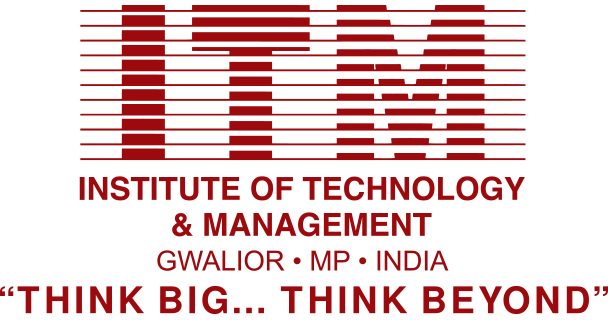 ITM
INSTITUTE OF TECHNOLOGY
& MANAGEMENT
GWALIOR • MP • INDIA
“THINK BIG... THINK BEYOND”